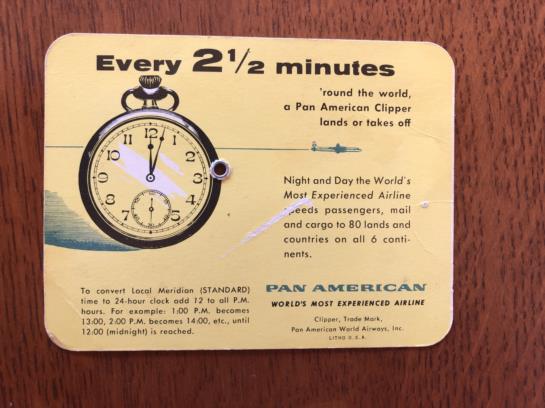 Every 2 1/2 minutes
'round the world,
a Pan American Clipper
lands or takes off
11 12 1
10 2
9 3
8 4
7 5
Night and Day the World's
Most Experienced Airline
speeds passengers, mail
and cargo to 80 lands and
countries on all 6 conti-
nents.
To convert Local Meridian (STANDARD)
time to 24-hour clock add 12 to all P.M.
hours. For example: 1:00 P.M. becomes
13:00, 2:00 P.M. becomes 14:00, etc., until
12:00 (midnight) is reached.
PAN AMERICAN
WORLD'S MOST EXPERIENCED AIRLINE
Clipper, Trade Mark,
Pan American World Airways, Inc.
LITHO U.S.A.